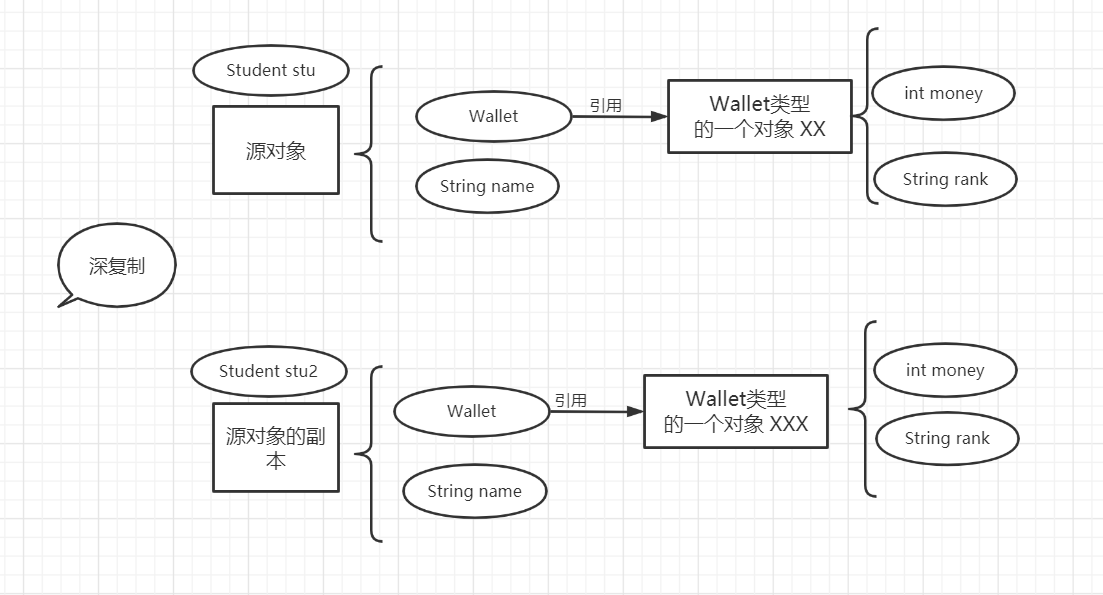 Student stu
源对象
Wallet
String name
引用
Wallet类型
的一个对象 XX
int money
String rank
深复制
Student stu2
源对象的副
本
Wallet
String name
引用
Wallet类型
的一个对象 XXX
int money
String rank